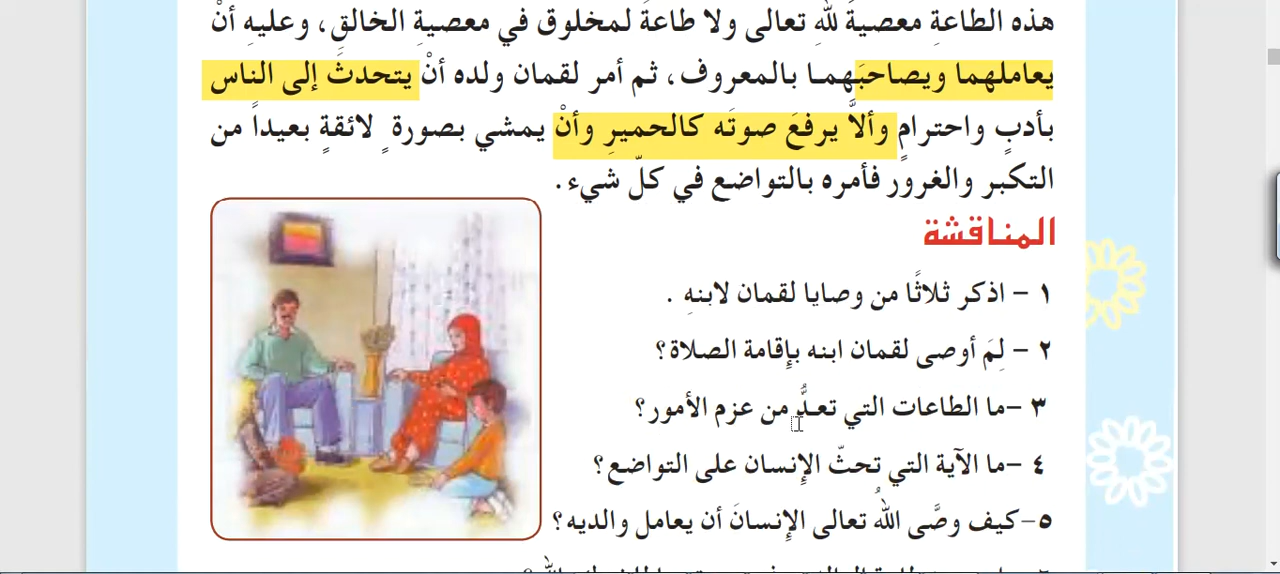 هذه الطاعةِ معصيةً للهِ تعالى ولا طاعةَ لمخلوق في معصيةِ الخالقِ، وعليهِ أنْ
يعاملهما ويصاحبَهما بالمعروف، ثم أمر لقمان ولده أنْ يتحدثَ إلى الناس
بأدبٍ واحترامٍ وألاَّ يرفعَ صوتَه كالحميرِ وأنْ يمشي بصورةٍ لائقةٍ بعيداً من
التكبر والغرور فأمره بالتواضع في كلّ شيء.
المناقشة
١ – اذكر ثلاثًا من وصايا لقمان لابنهِ .
٢ – لِمَ أوصى لقمان ابنه بإقامة الصلاة؟
٣ –ما الطاعات التي تعدُّ من عزم الأمور؟
٤ –ما الآية التي تحثّ الإنسان على التواضع؟
٥-كيف وصَّى اللهُ تعالى الإنسانَ أن يعامل والديه؟